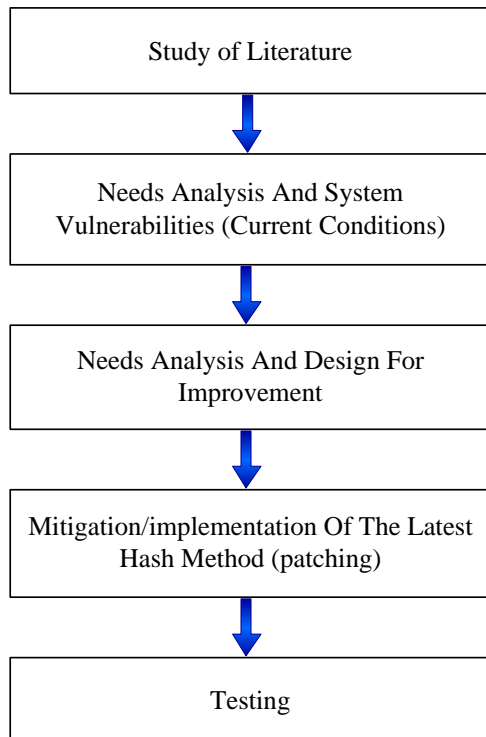 Study of Literature
Needs Analysis And System
Vulnerabilities (Current Conditions)
Needs Analysis And Design For
Improvement
Mitigation/implementation Of The Latest
Hash Method (patching)
Testing